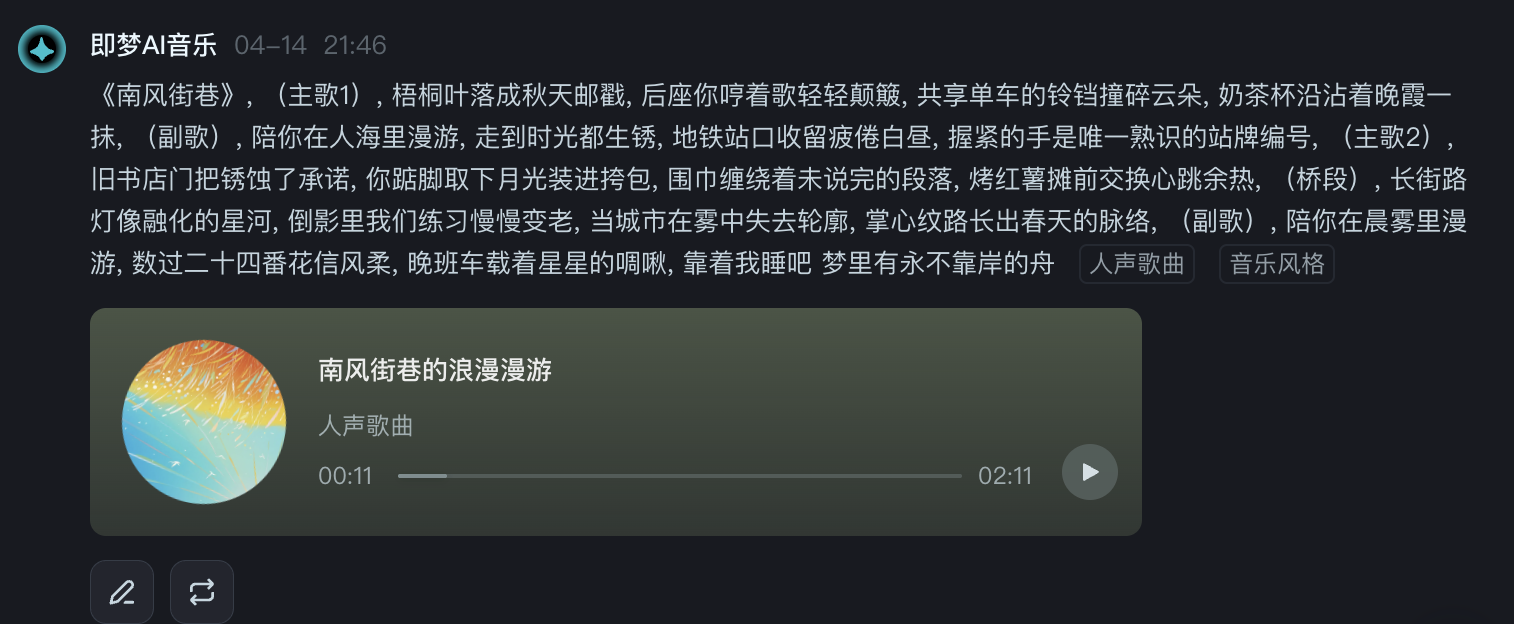 即梦AI音乐 04-14 21:46
《南风街巷》, （主歌1）, 梧桐叶落成秋天邮戳, 后座你哼着歌轻轻颠簸, 共享单车的铃铛撞碎云朵, 奶茶杯沿沾着晚霞一
抹, （副歌）, 陪你在人海里漫游, 走到时光都生锈, 地铁站口收留疲倦白昼, 握紧的手是唯一熟识的站牌编号, （主歌2）,
旧书店门把锈蚀了承诺, 你踮脚取下月光装进挎包, 围巾缠绕着未说完的段落, 烤红薯摊前交换心跳余热, （桥段）, 长街路
灯像融化的星河, 倒影里我们练习慢慢变老, 当城市在雾中失去轮廓, 掌心纹路长出春天的脉络, （副歌）, 陪你在晨雾里漫
游, 数过二十四番花信风柔, 晚班车载着星星的啁啾, 靠着我睡吧 梦里有永不靠岸的舟 人声歌曲 音乐风格
南风街巷的浪漫漫游
人声歌曲
00:11 02:11